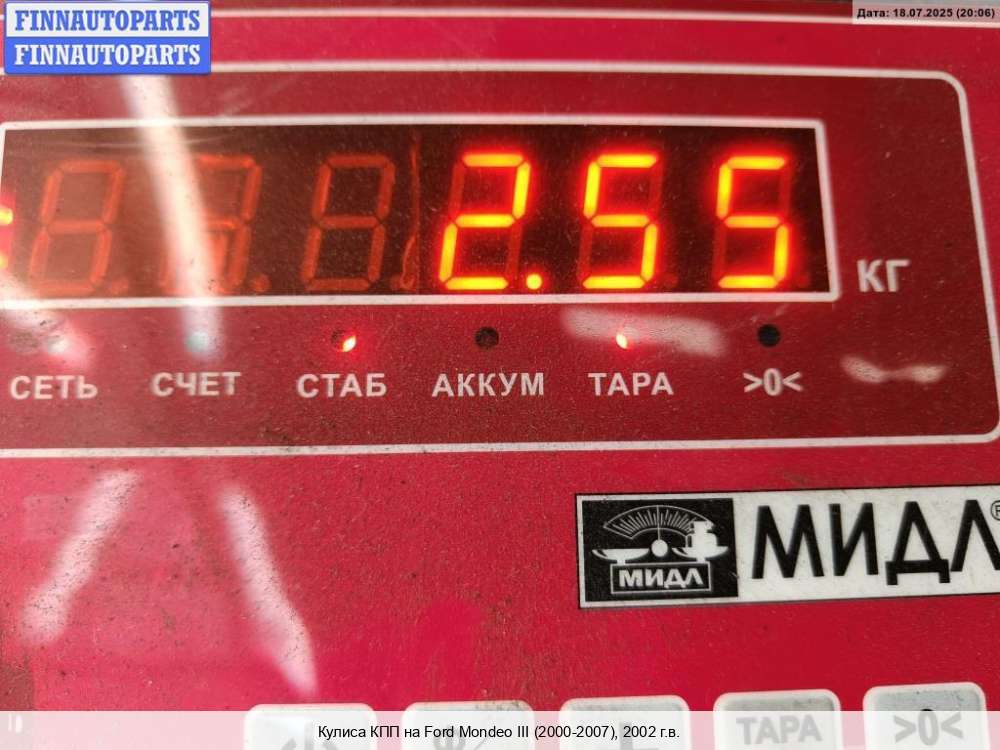 FINNAUTOPARTS
FINNAUTOPARTS
Дата: 18.07.2025 (20:06)
2.55
КГ
СЕТЬ СЧЕТ СТАБ АККУМ ТАРА >0<
МИДЛ МИДЛ®
ТАРА >0<
Кулиса КПП на Ford Mondeo III (2000-2007), 2002 г.в.